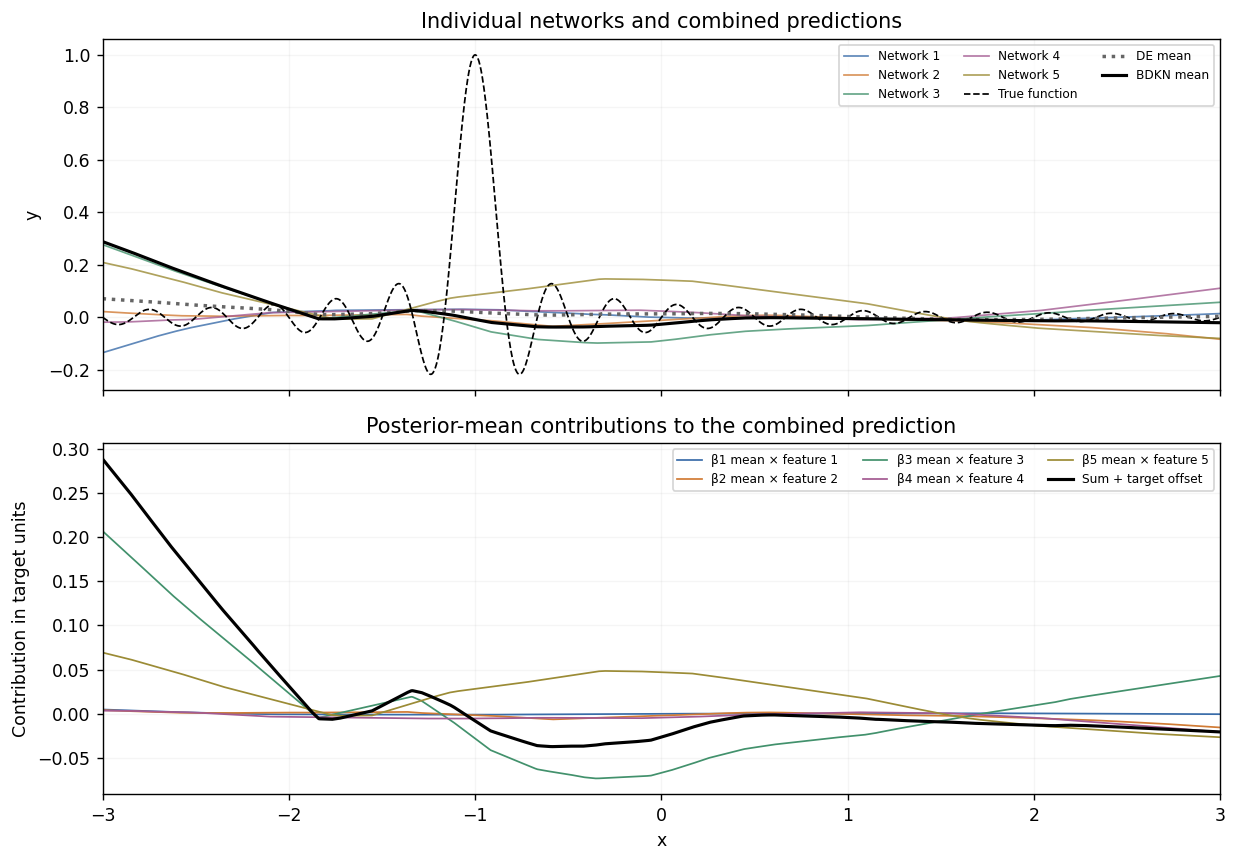 Individual networks and combined predictions
1.0
0.8
0.6
0.4
0.2
0.0
−0.2
y
Network 1
Network 2
Network 3
Network 4
Network 5
True function
DE mean
BDKN mean
Posterior-mean contributions to the combined prediction
0.30
0.25
0.20
0.15
0.10
0.05
0.00
−0.05
Contribution in target units
β1 mean × feature 1
β2 mean × feature 2
β3 mean × feature 3
β4 mean × feature 4
β5 mean × feature 5
Sum + target offset
−3
−2
−1
0
1
2
3
x